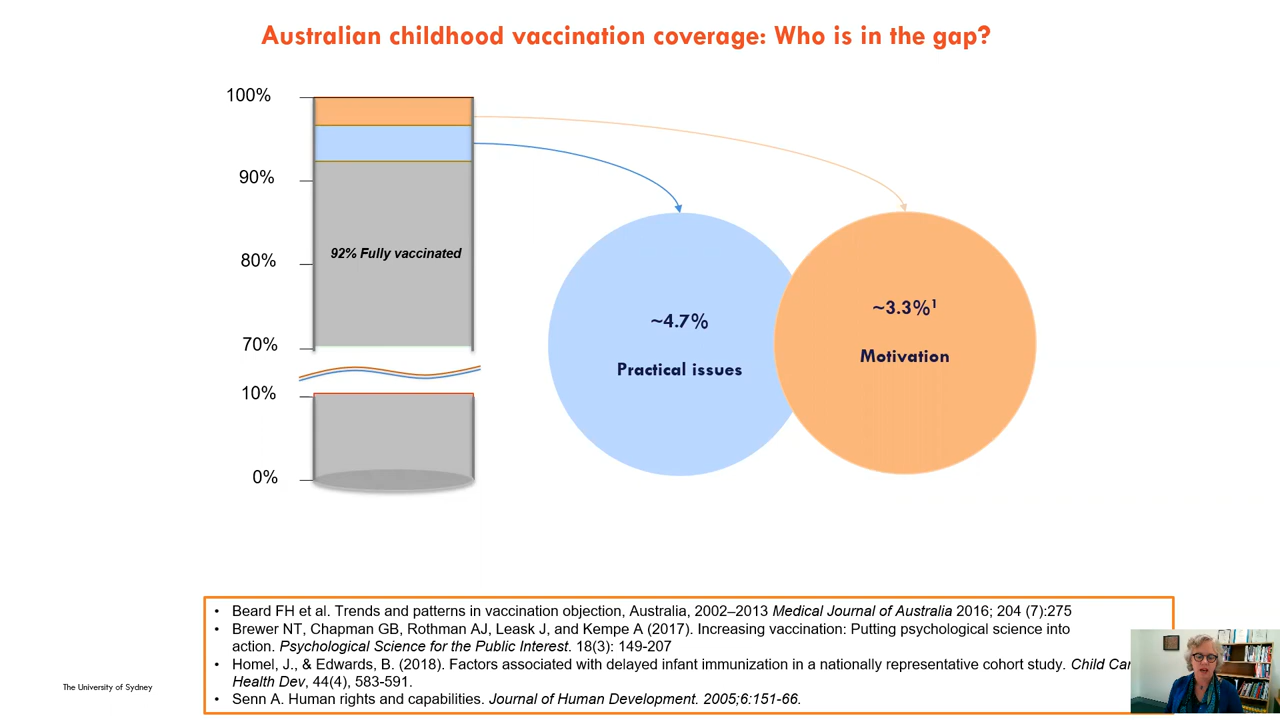 Australian childhood vaccination coverage: Who is in the gap?
100%
90%
80%
70%
10%
0%
92% Fully vaccinated
~4.7%
Practical issues
~3.3%1
Motivation
• Beard FH et al. Trends and patterns in vaccination objection, Australia, 2002–2013 Medical Journal of Australia 2016; 204 (7):275
• Brewer NT, Chapman GB, Rothman AJ, Leask J, and Kempe A (2017). Increasing vaccination: Putting psychological science into
action. Psychological Science for the Public Interest. 18(3): 149-207
• Homel, J., & Edwards, B. (2018). Factors associated with delayed infant immunization in a nationally representative cohort study. Child Car
Health Dev, 44(4), 583-591.
• Senn A. Human rights and capabilities. Journal of Human Development. 2005;6:151-66.
The University of Sydney